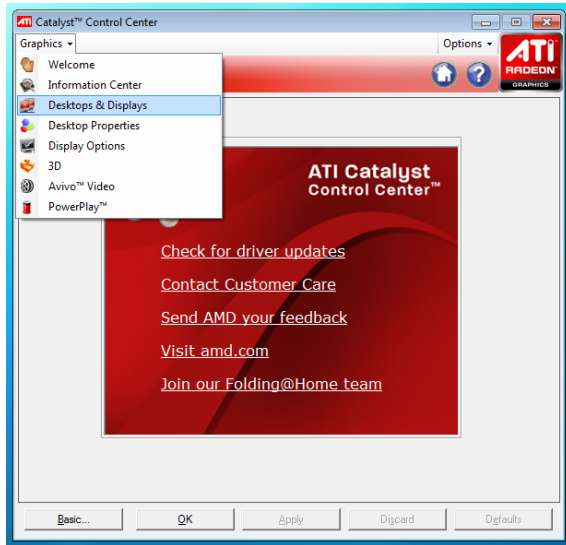 ATI Catalyst™ Control Center
Graphics Options
ATI
RADEON
GRAPHICS
Welcome
Information Center
Desktops & Displays
Desktop Properties
Display Options
3D
Avivo™ Video
PowerPlay™
ATI Catalyst
Control Center™
Check for driver updates
Contact Customer Care
Send AMD your feedback
Visit amd.com
Join our Folding@Home team
Basic... OK Apply Discard Defaults